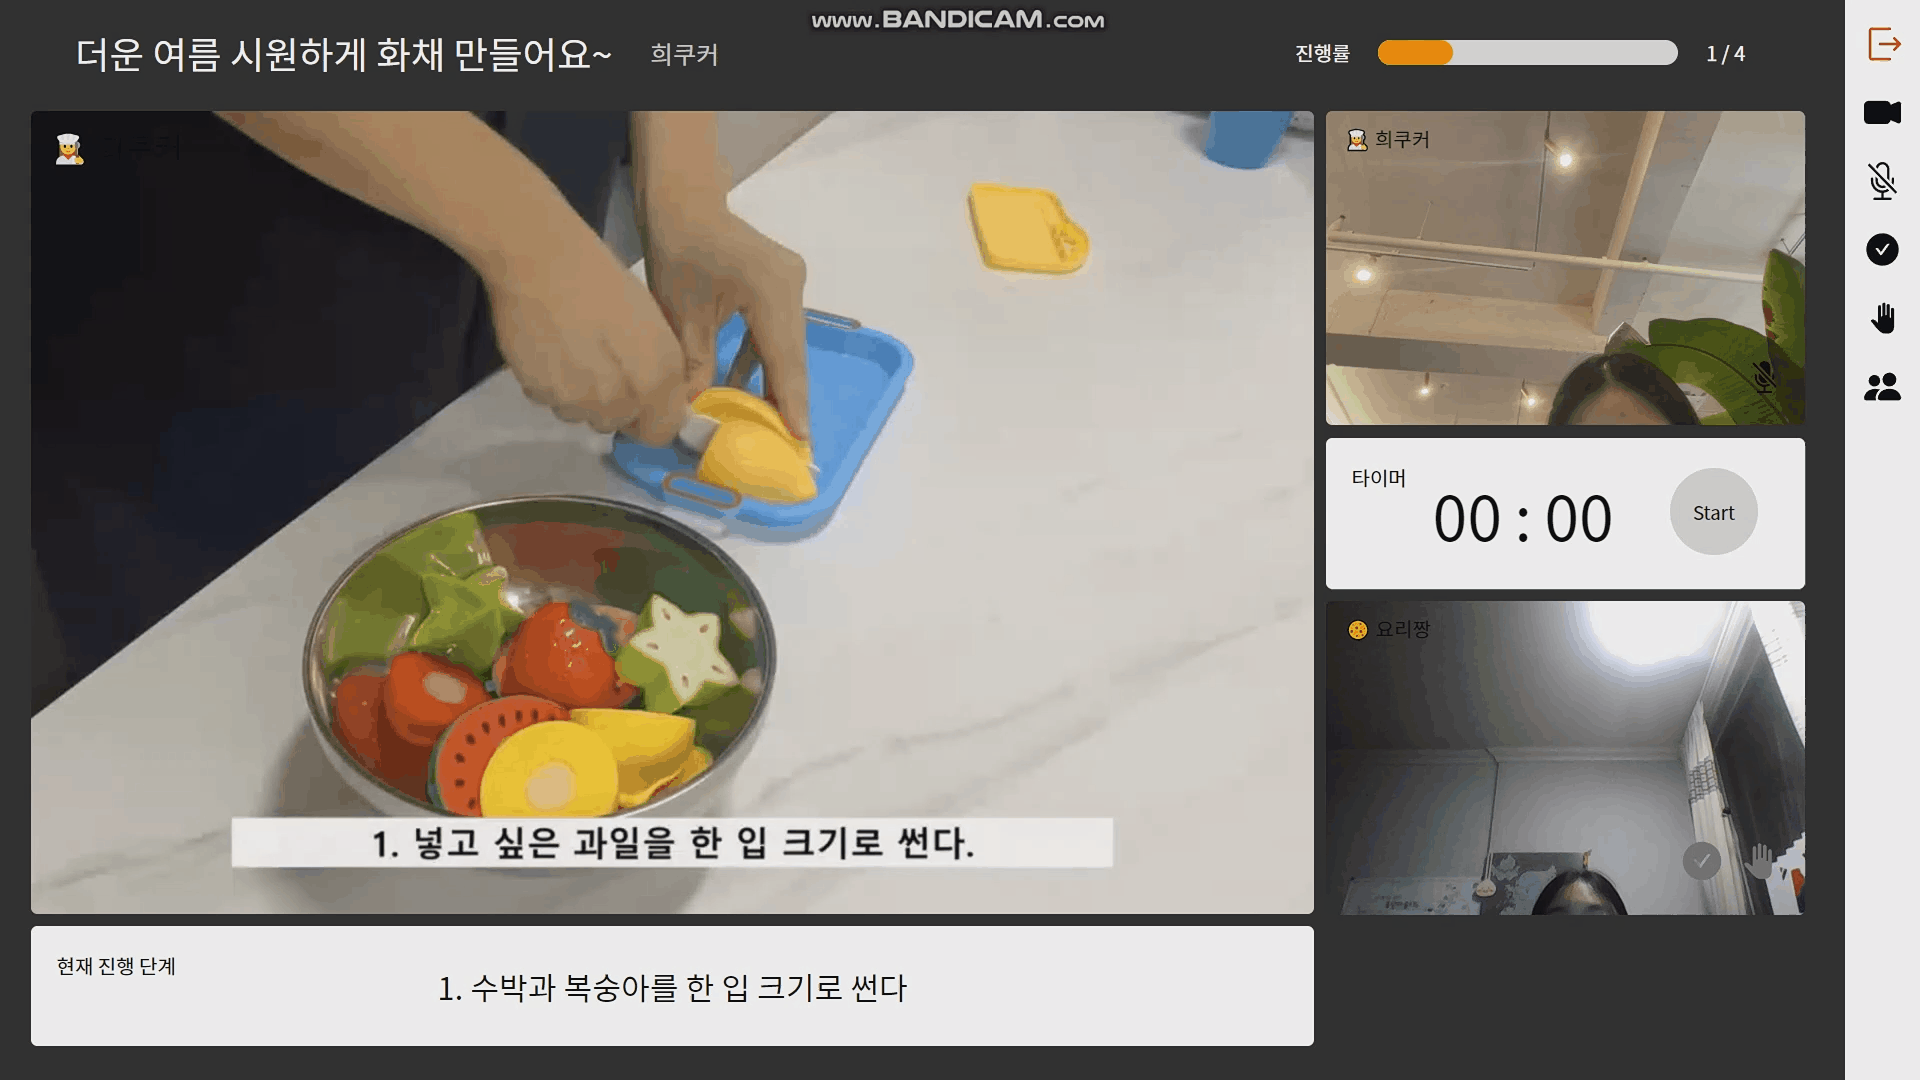 www.BANDICAM.com
더운 여름 시원하게 화채 만들어요~ 희쿠커
진행률 1 / 4
희쿠커
희쿠커
타이머
00 : 00
Start
요리짱
1. 넣고 싶은 과일을 한 입 크기로 썬다.
현재 진행 단계
1. 수박과 복숭아를 한 입 크기로 썬다